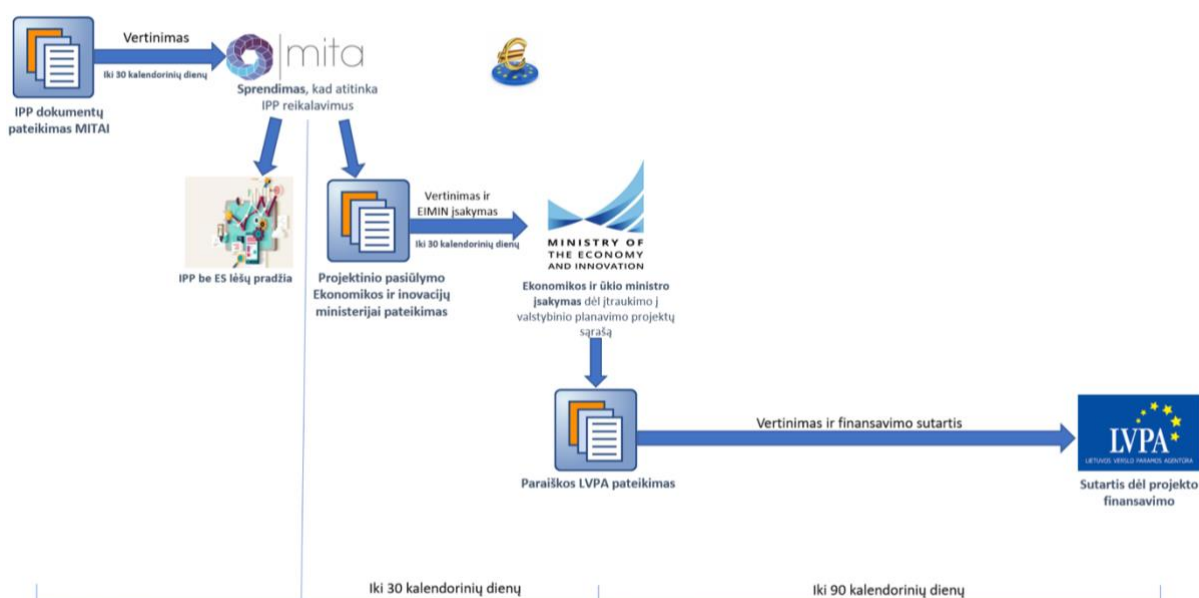 Vertinimas
Iki 30 kalendorinių dienų
IPP dokumentų
pateikimas MITAI
mita
Sprendimas, kad atitinka
IPP reikalavimus
IPP be ES lėšų pradžia
Projektinio pasiūlymo
Ekonomikos ir inovacijų
ministerijai pateikimas
Vertinimas ir
EIMIN įsakymas
Iki 30 kalendorinių dienų
MINISTRY OF
THE ECONOMY
AND INNOVATION
Ekonomikos ir ūkio ministro
įsakymas dėl įtraukimo į
valstybinio planavimo projektų
sąrašą
Paraiškos LVPA pateikimas
Vertinimas ir finansavimo sutartis
LVPA
LIETUVOS VERSLO PARAMOS AGENTŪRA
Sutartis dėl projekto
finansavimo
Iki 30 kalendorinių dienų
Iki 90 kalendorinių dienų